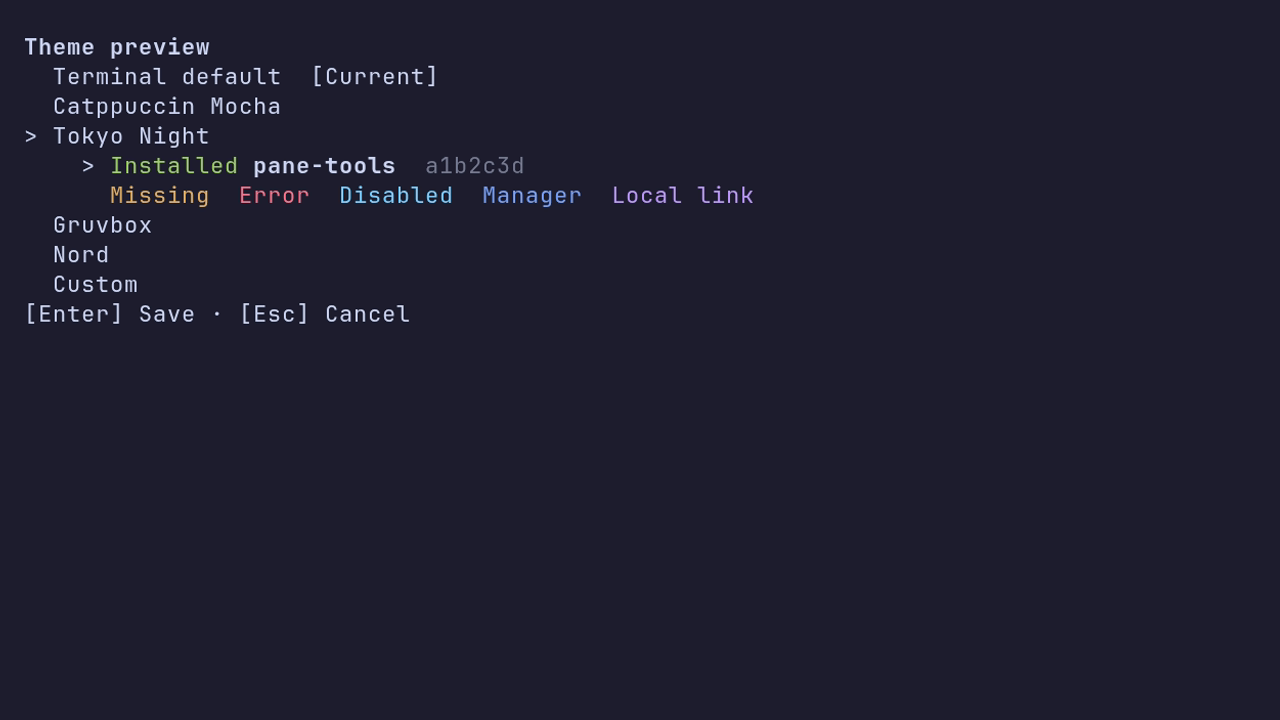 Theme preview
Terminal default  [Current]
Catppuccin Mocha
> Tokyo Night
> Installed pane-tools  a1b2c3d
Missing  Error  Disabled  Manager  Local link
Gruvbox
Nord
Custom
[Enter] Save · [Esc] Cancel